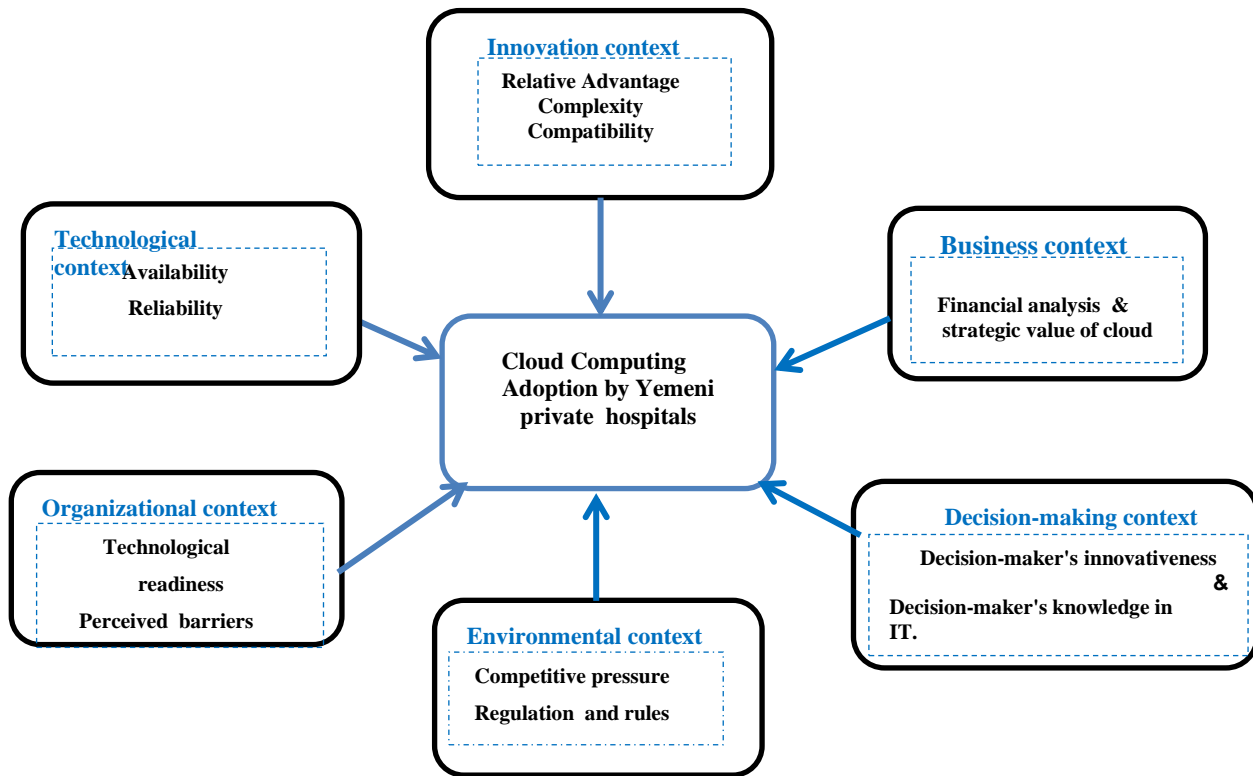 Innovation context
Relative Advantage
Complexity
Compatibility
Technological
context
Availability
Reliability
Business context
Financial analysis &
strategic value of cloud
Cloud Computing
Adoption by Yemeni
private hospitals
Organizational context
Technological
readiness
Perceived barriers
Decision-making context
Decision-maker's innovativeness
&
Decision-maker's knowledge in
IT.
Environmental context
Competitive pressure
Regulation and rules